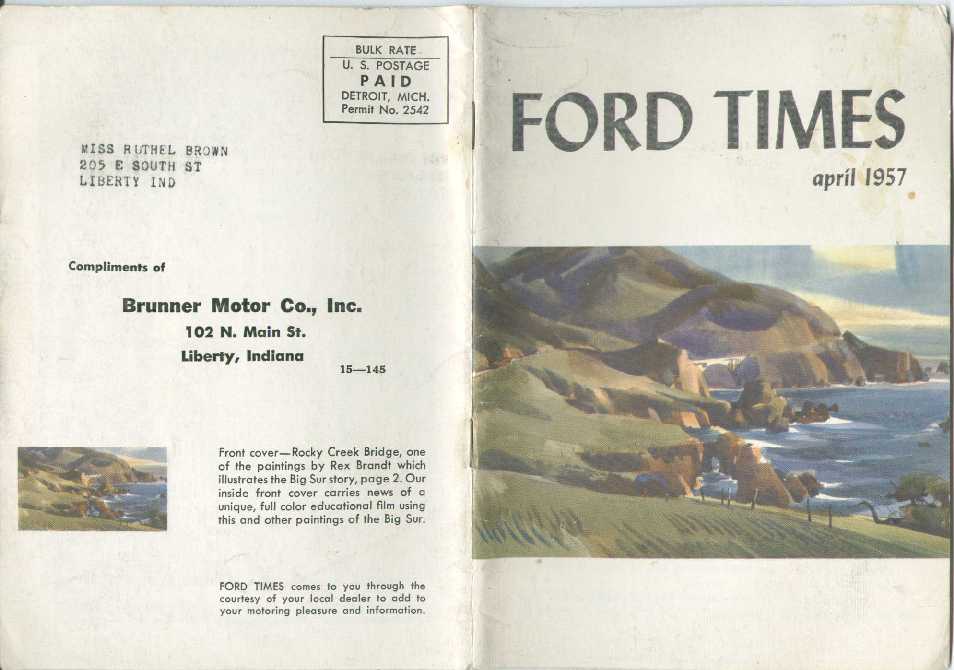 BULK RATE
U. S. POSTAGE
PAID
DETROIT, MICH.
Permit No. 2542
MISS RUTHEL BROWN
205 E SOUTH ST
LIBERTY IND
Compliments of
Brunner Motor Co., Inc.
102 N. Main St.
Liberty, Indiana
15—145
Front cover—Rocky Creek Bridge, one
of the paintings by Rex Brandt which
illustrates the Big Sur story, page 2. Our
inside front cover carries news of a
unique, full color educational film using
this and other paintings of the Big Sur.
FORD TIMES comes to you through the
courtesy of your local dealer to add to
your motoring pleasure and information.
FORD TIMES
april 1957